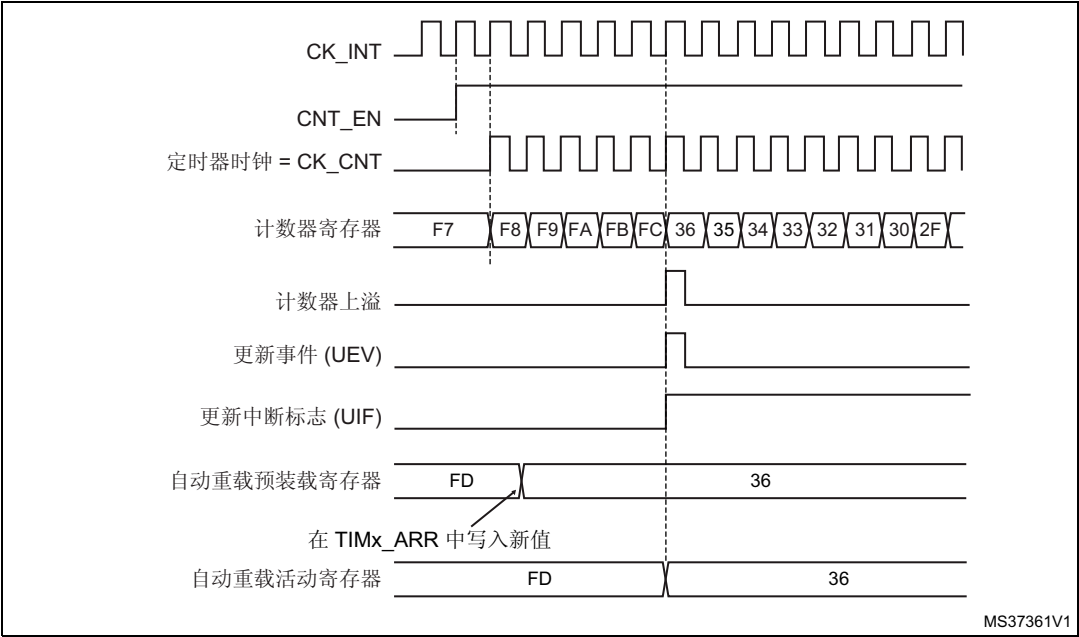 CK_INT
CNT_EN
定时器时钟 = CK_CNT
计数器寄存器 F7 F8 F9 FA FB FC 36 35 34 33 32 31 30 2F
计数器上溢
更新事件 (UEV)
更新中断标志 (UIF)
自动重载预装载寄存器 FD 36
在 TIMx_ARR 中写入新值
自动重载活动寄存器 FD 36
MS37361V1